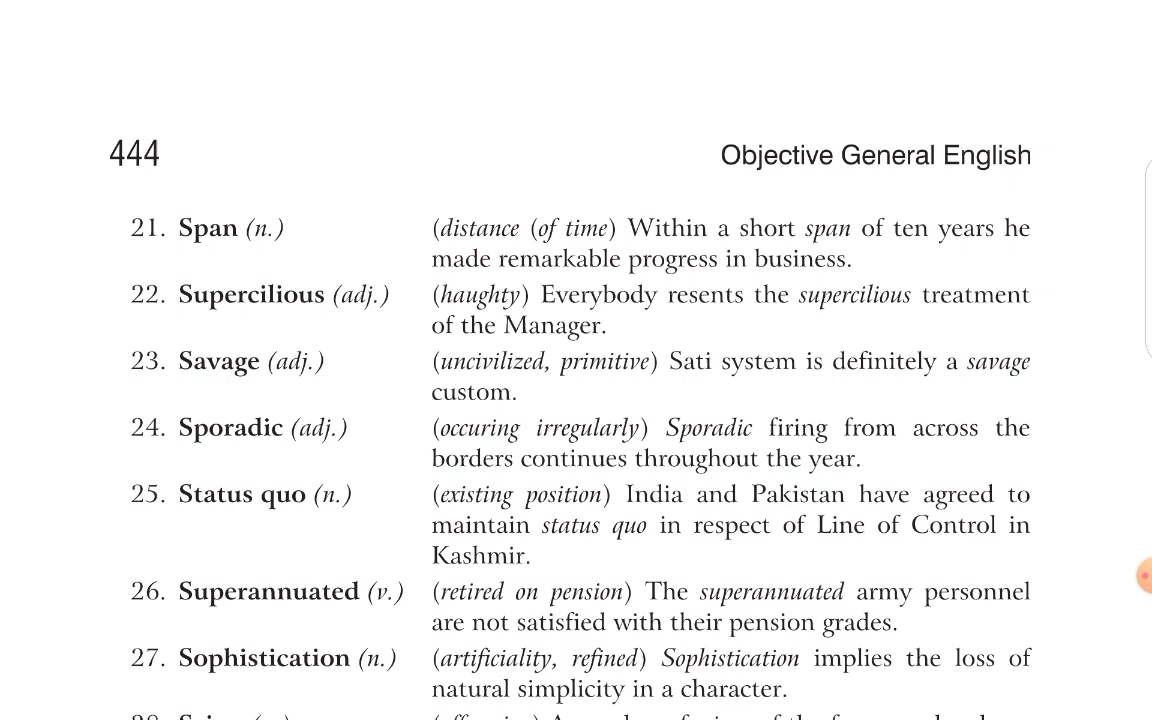 444 Objective General English
21. Span (n.) (distance (of time) Within a short span of ten years he
made remarkable progress in business.
22. Supercilious (adj.) (haughty) Everybody resents the supercilious treatment
of the Manager.
23. Savage (adj.) (uncivilized, primitive) Sati system is definitely a savage
custom.
24. Sporadic (adj.) (occuring irregularly) Sporadic firing from across the
borders continues throughout the year.
25. Status quo (n.) (existing position) India and Pakistan have agreed to
maintain status quo in respect of Line of Control in
Kashmir.
26. Superannuated (v.) (retired on pension) The superannuated army personnel
are not satisfied with their pension grades.
27. Sophistication (n.) (artificiality, refined) Sophistication implies the loss of
natural simplicity in a character.